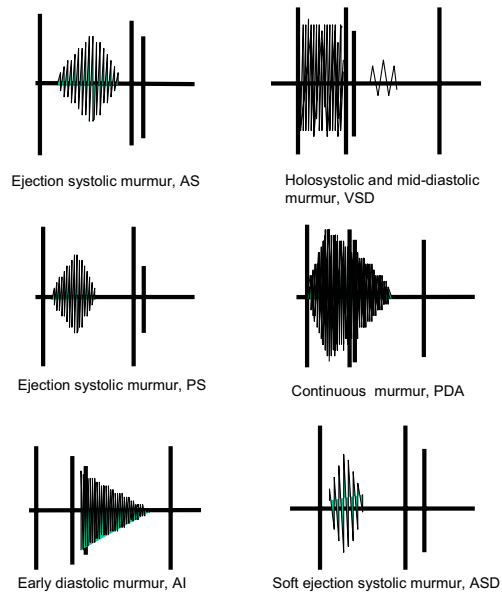 Ejection systolic murmur, AS
Holosystolic and mid-diastolic
murmur, VSD
Ejection systolic murmur, PS
Continuous murmur, PDA
Early diastolic murmur, AI
Soft ejection systolic murmur, ASD